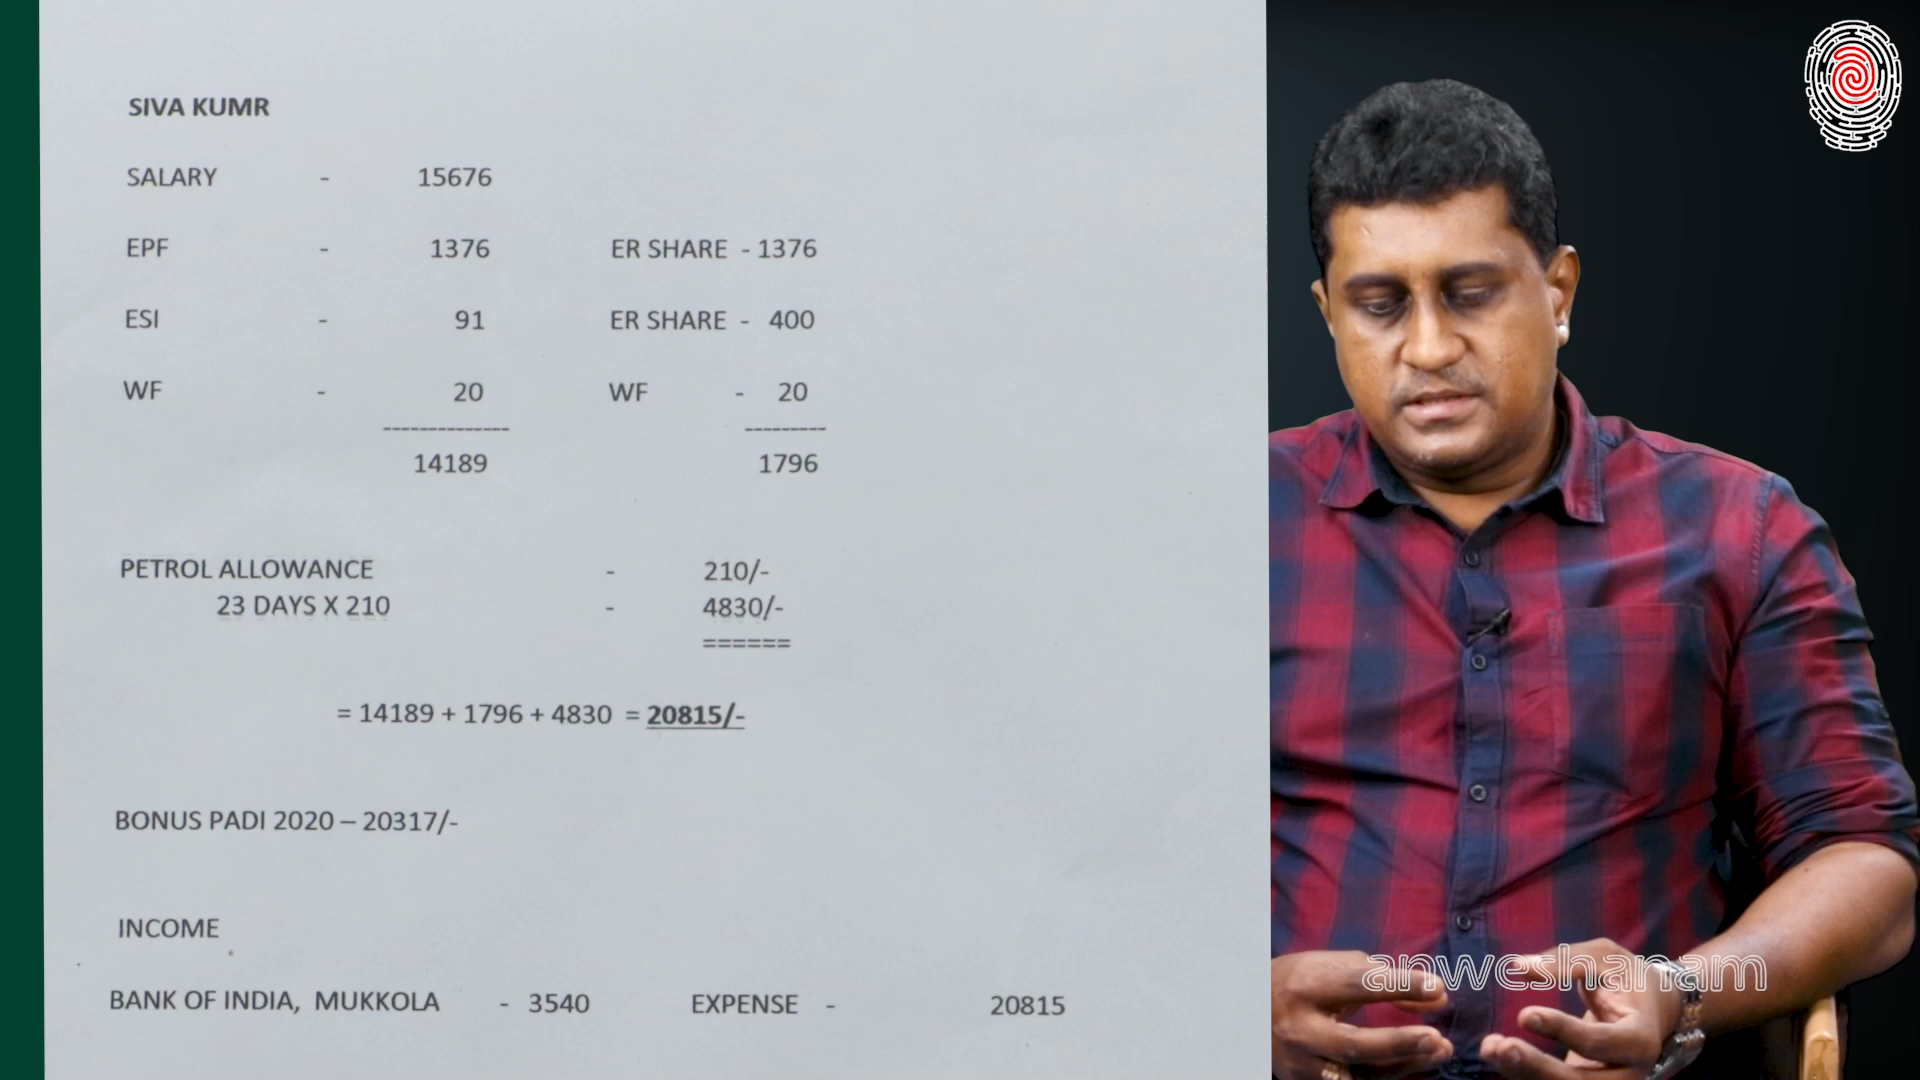 SIVA KUMR
SALARY - 15676
EPF - 1376 ER SHARE - 1376
ESI - 91 ER SHARE - 400
WF - 20 WF - 20
-------------- ---------
14189 1796
PETROL ALLOWANCE - 210/-
23 DAYS X 210 - 4830/-
======
= 14189 + 1796 + 4830 = 20815/-
BONUS PADI 2020 – 20317/-
INCOME
BANK OF INDIA, MUKKOLA - 3540 EXPENSE - 20815
anweshanam